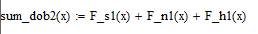 sum_dob2(x) := F_s1(x) + F_n1(x) + F_h1(x)